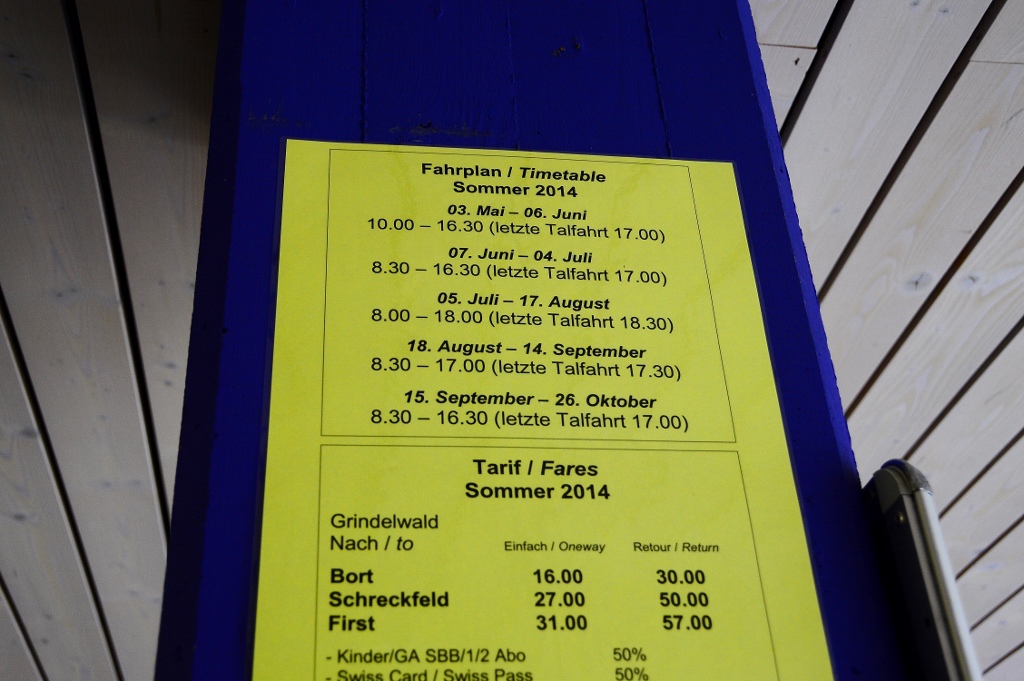 Fahrplan / Timetable
Sommer 2014
03. Mai – 06. Juni
10.00 – 16.30 (letzte Talfahrt 17.00)
07. Juni – 04. Juli
8.30 – 16.30 (letzte Talfahrt 17.00)
05. Juli – 17. August
8.00 – 18.00 (letzte Talfahrt 18.30)
18. August – 14. September
8.30 – 17.00 (letzte Talfahrt 17.30)
15. September – 26. Oktober
8.30 – 16.30 (letzte Talfahrt 17.00)
Tarif / Fares
Sommer 2014
Grindelwald
Nach / to Einfach / Oneway Retour / Return
Bort 16.00 30.00
Schreckfeld 27.00 50.00
First 31.00 57.00
- Kinder/GA SBB/1/2 Abo 50%
- Swiss Card / Swiss Pass 50%